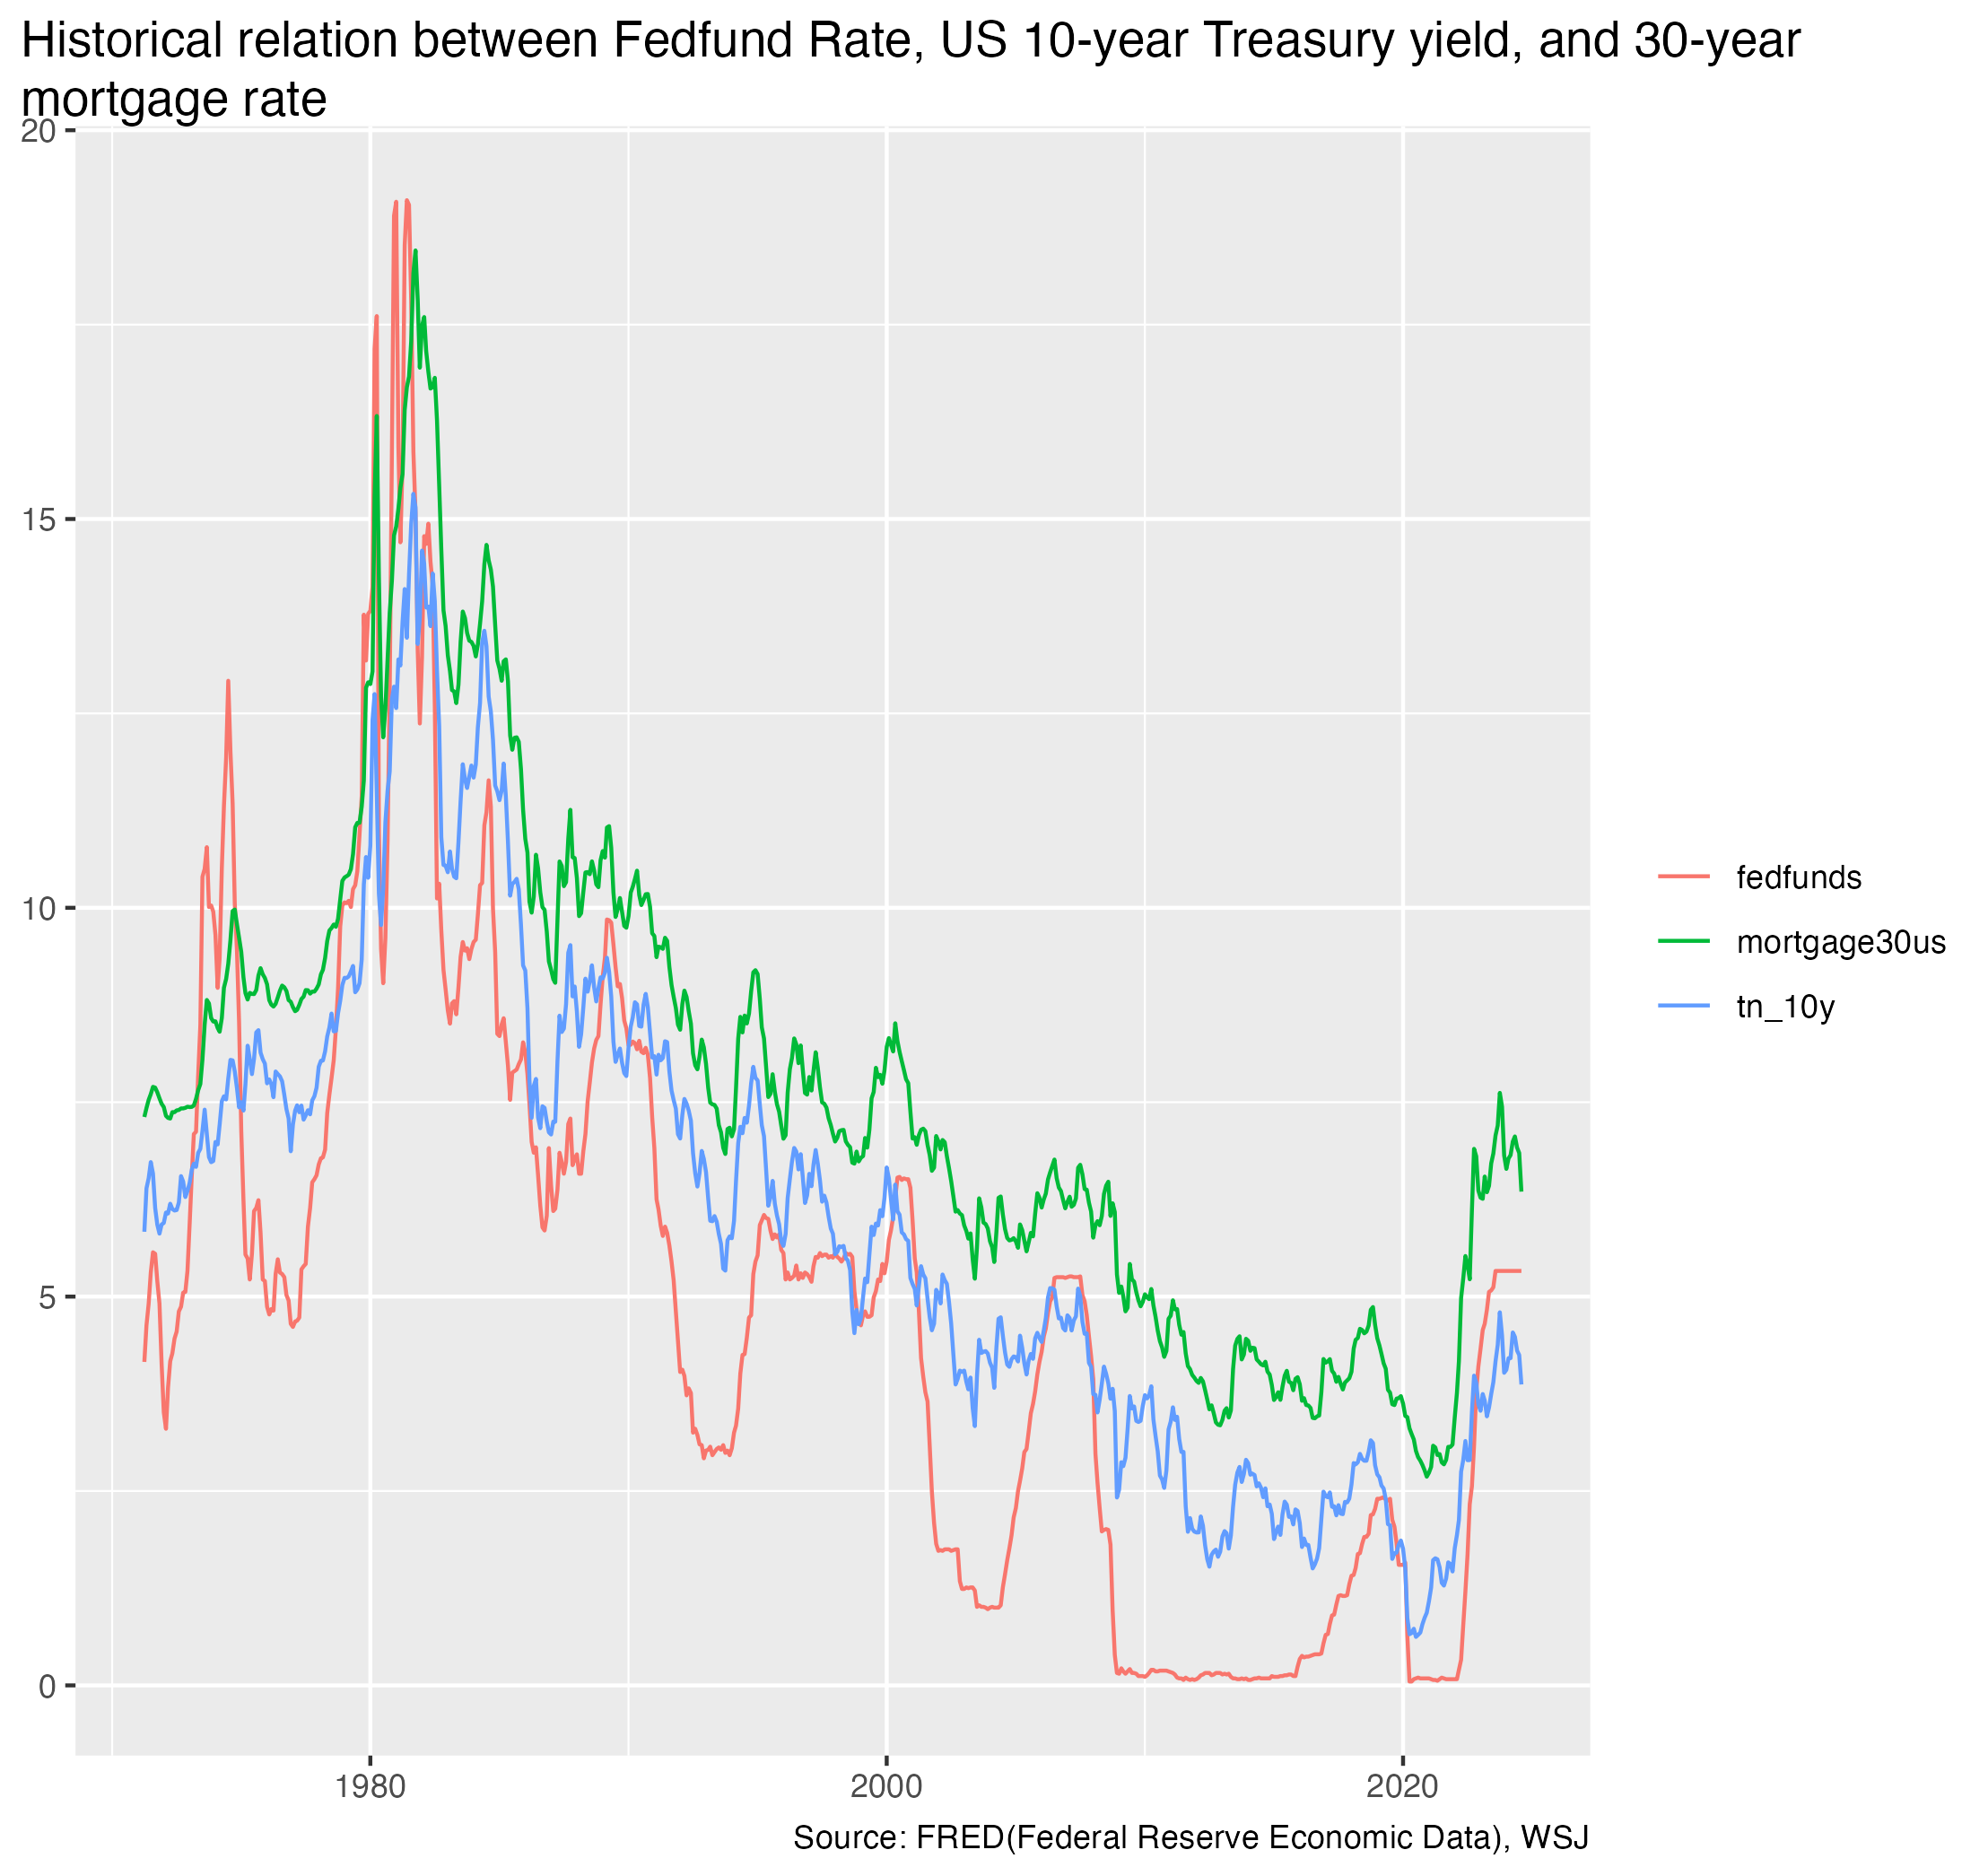 Historical relation between Fedfund Rate, US 10-year Treasury yield, and 30-year
mortgage rate
20
15
10
5
0
fedfunds
mortgage30us
tn_10y
1980
2000
2020
Source: FRED(Federal Reserve Economic Data), WSJ